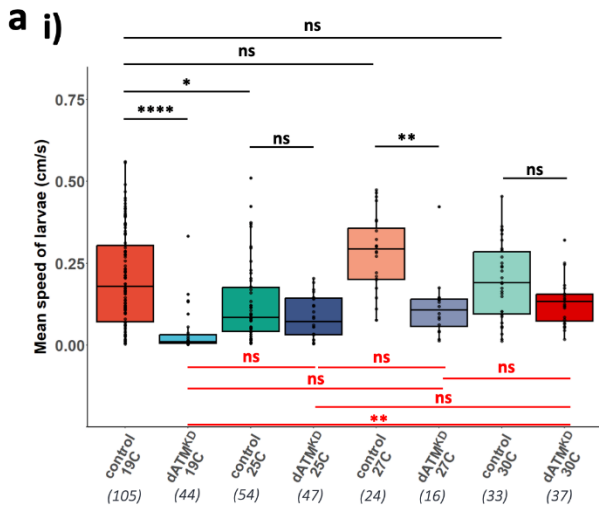 a i)
ns
ns
*
****
ns
**
ns
Mean speed of larvae (cm/s)
0.75
0.50
0.25
0.00
ns
ns
ns
ns
ns
**
control 19C
dATMKD 19C
control 25C
dATMKD 25C
control 27C
dATMKD 27C
control 30C
dATMKD 30C
(105)
(44)
(54)
(47)
(24)
(16)
(33)
(37)